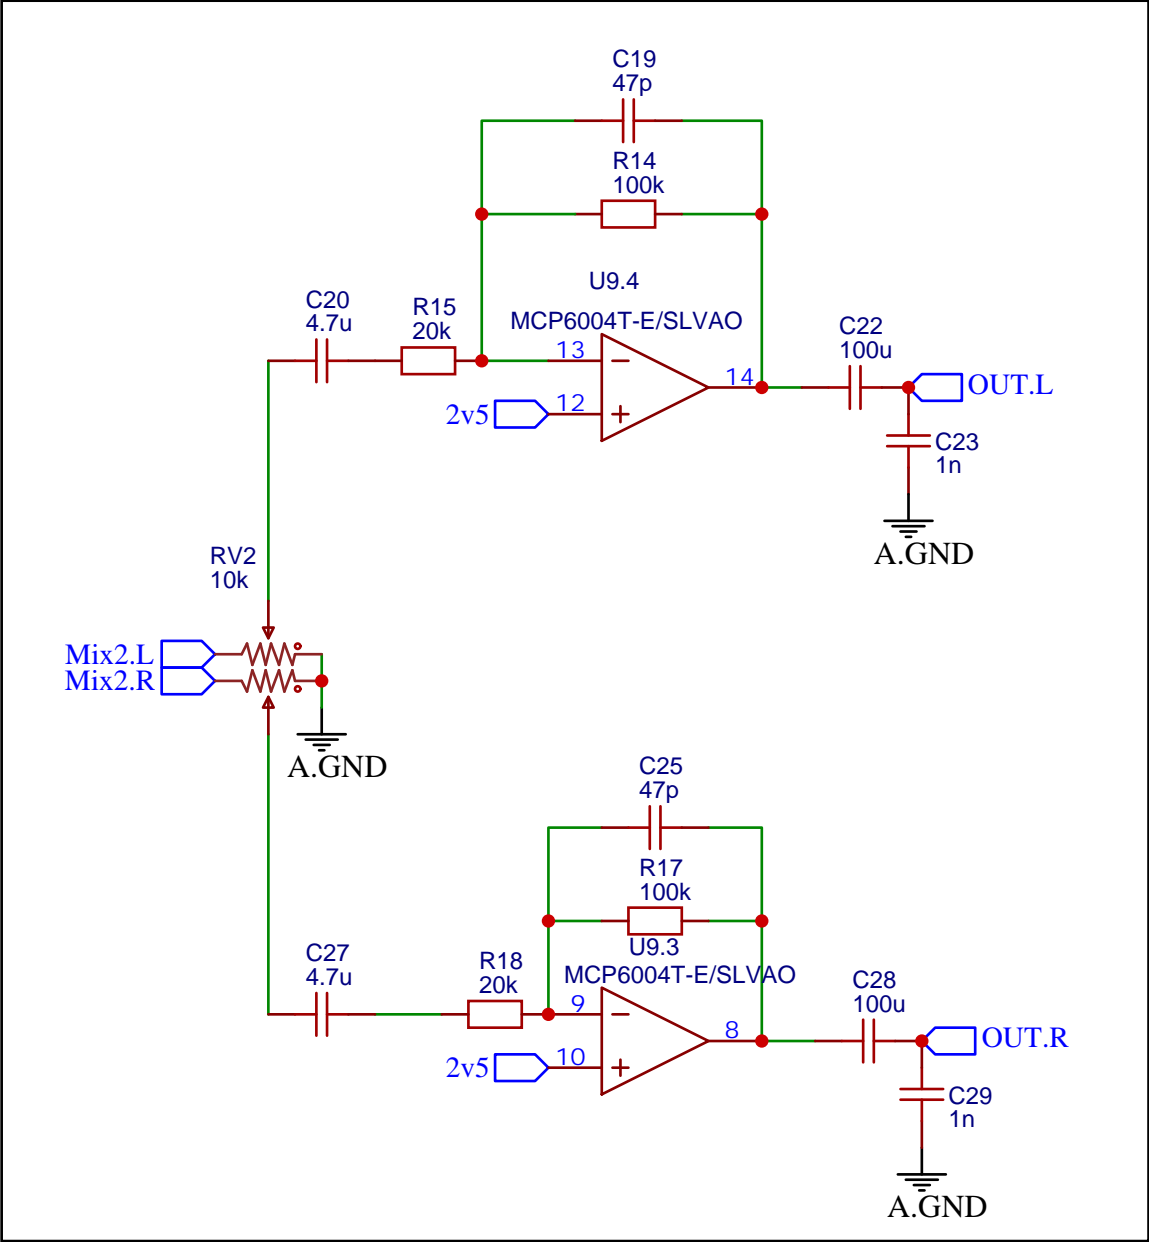 C19
47p
R14
100k
U9.4
MCP6004T-E/SLVAO
C20
4.7u
R15
20k
13
2v5
12
14
C22
100u
OUT.L
C23
1n
A.GND
RV2
10k
Mix2.L
Mix2.R
A.GND
C25
47p
R17
100k
U9.3
MCP6004T-E/SLVAO
C27
4.7u
R18
20k
9
2v5
10
8
C28
100u
OUT.R
C29
1n
A.GND